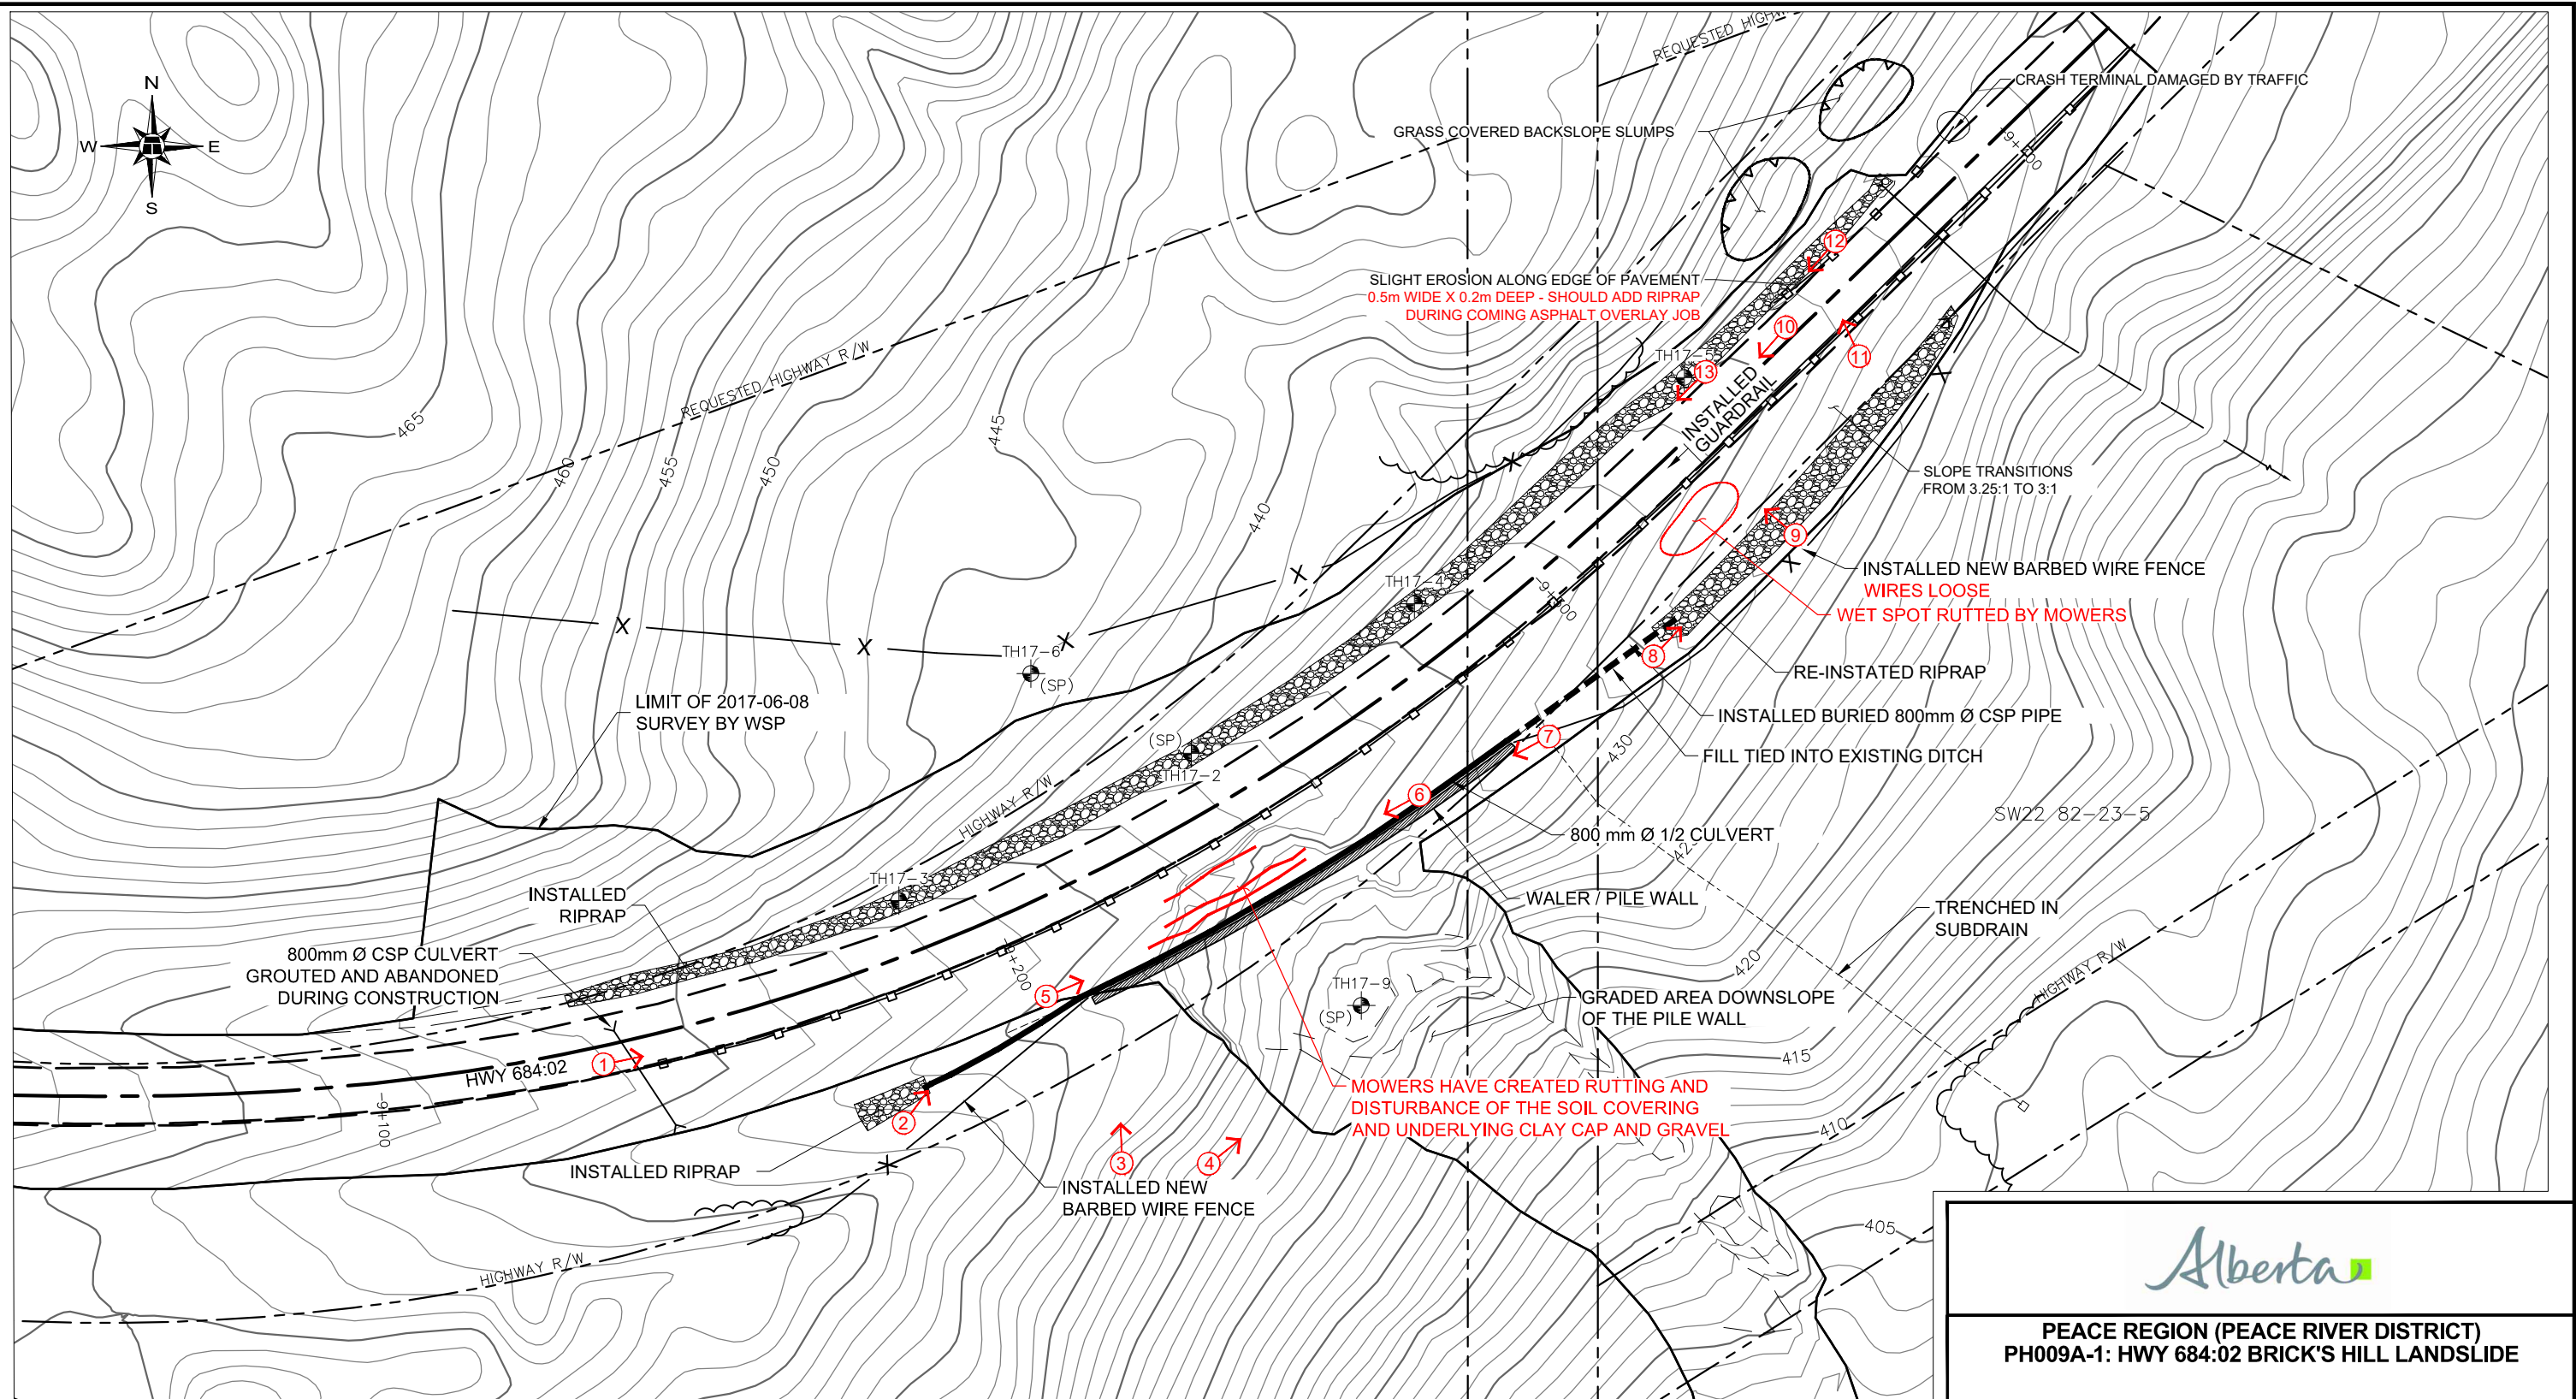 REQUESTED HIGHW
CRASH TERMINAL DAMAGED BY TRAFFIC
N
W
E
S
GRASS COVERED BACKSLOPE SLUMPS
12
SLIGHT EROSION ALONG EDGE OF PAVEMENT
0.5m WIDE X 0.2m DEEP - SHOULD ADD RIPRAP
DURING COMING ASPHALT OVERLAY JOB
10
11
REQUESTED HIGHWAY R/W
TH17-5
13
INSTALLED
GUARDRAIL
465
460
455
450
445
440
SLOPE TRANSITIONS
FROM 3.25:1 TO 3:1
9
INSTALLED NEW BARBED WIRE FENCE
WIRES LOOSE
WET SPOT RUTTED BY MOWERS
TH17-4
X
X
X
X
X
X
X
TH17-6
(SP)
8
RE-INSTATED RIPRAP
LIMIT OF 2017-06-08
SURVEY BY WSP
INSTALLED BURIED 800mm Ø CSP PIPE
7
430
FILL TIED INTO EXISTING DITCH
(SP)
TH17-2
HIGHWAY R/W
6
SW22 82-23-5
800 mm Ø 1/2 CULVERT
TH17-3
INSTALLED
RIPRAP
WALER / PILE WALL
TRENCHED IN
SUBDRAIN
800mm Ø CSP CULVERT
GROUTED AND ABANDONED
DURING CONSTRUCTION
9+200
5
TH17-9
(SP)
420
HIGHWAY R/W
GRADED AREA DOWNSLOPE
OF THE PILE WALL
415
1
HWY 684:02
9+100
MOWERS HAVE CREATED RUTTING AND
DISTURBANCE OF THE SOIL COVERING
AND UNDERLYING CLAY CAP AND GRAVEL
410
2
3
4
INSTALLED RIPRAP
X
INSTALLED NEW
BARBED WIRE FENCE
405
HIGHWAY R/W
Alberta
PEACE REGION (PEACE RIVER DISTRICT)
PH009A-1: HWY 684:02 BRICK'S HILL LANDSLIDE